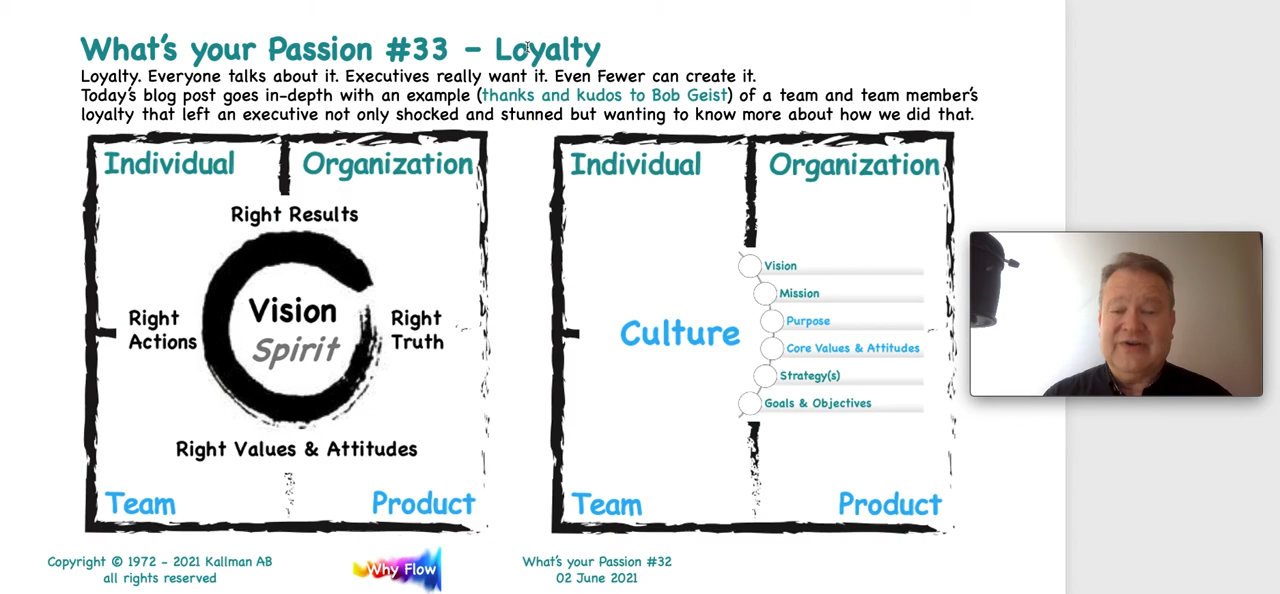 What's your Passion #33 – Loyalty
Loyalty. Everyone talks about it. Executives really want it. Even Fewer can create it.
Today's blog post goes in-depth with an example (thanks and kudos to Bob Geist) of a team and team member's
loyalty that left an executive not only shocked and stunned but wanting to know more about how we did that.
Individual
Organization
Right Results
Right
Actions
Vision
Spirit
Right
Truth
Right Values & Attitudes
Team
Product
Individual
Organization
Culture
Vision
Mission
Purpose
Core Values & Attitudes
Strategy(s)
Goals & Objectives
Team
Product
Copyright © 1972 - 2021 Kallman AB
all rights reserved
Why Flow
What's your Passion #32
02 June 2021